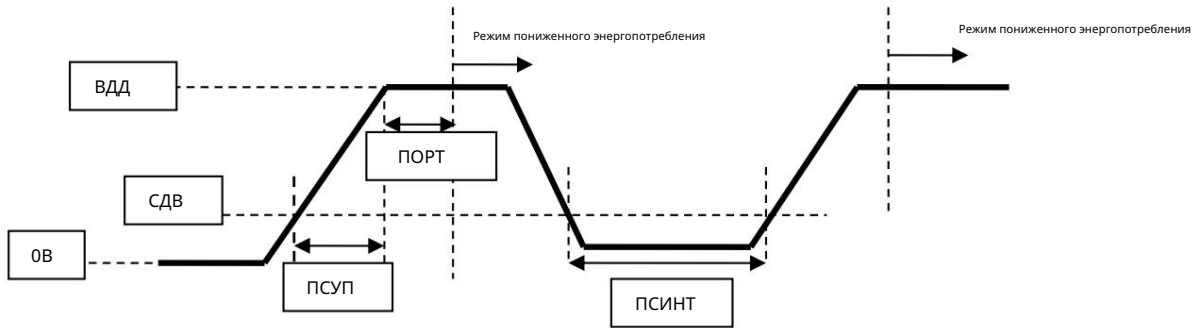 Режим пониженного энергопотребления
Режим пониженного энергопотребления
ВДД
ПОРТ
СДВ
0В
ПСУП
ПСИНТ